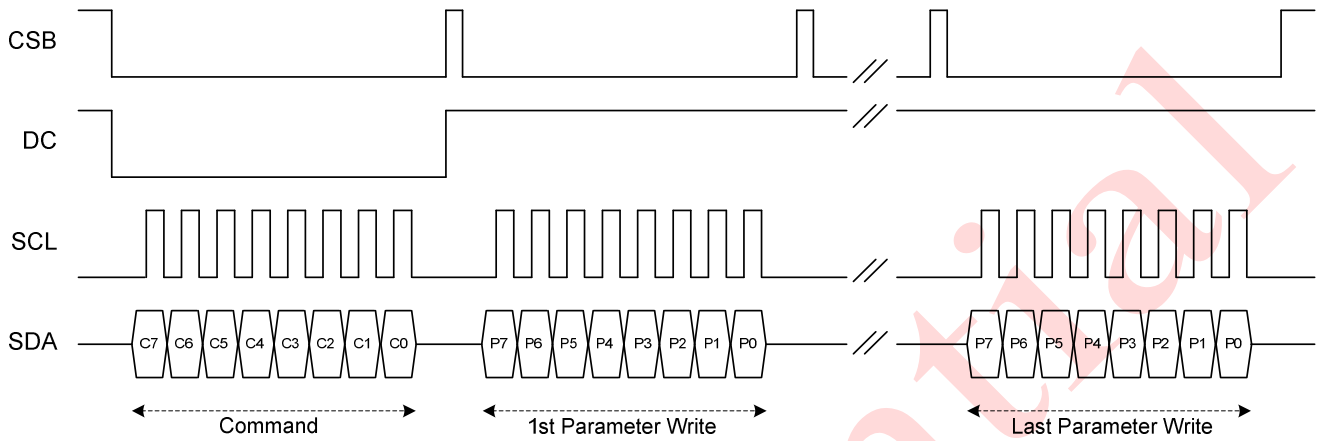 CSB
DC
SCL
SDA
C7 C6 C5 C4 C3 C2 C1 C0
P7 P6 P5 P4 P3 P2 P1 P0
P7 P6 P5 P4 P3 P2 P1 P0
Command
1st Parameter Write
Last Parameter Write
tial